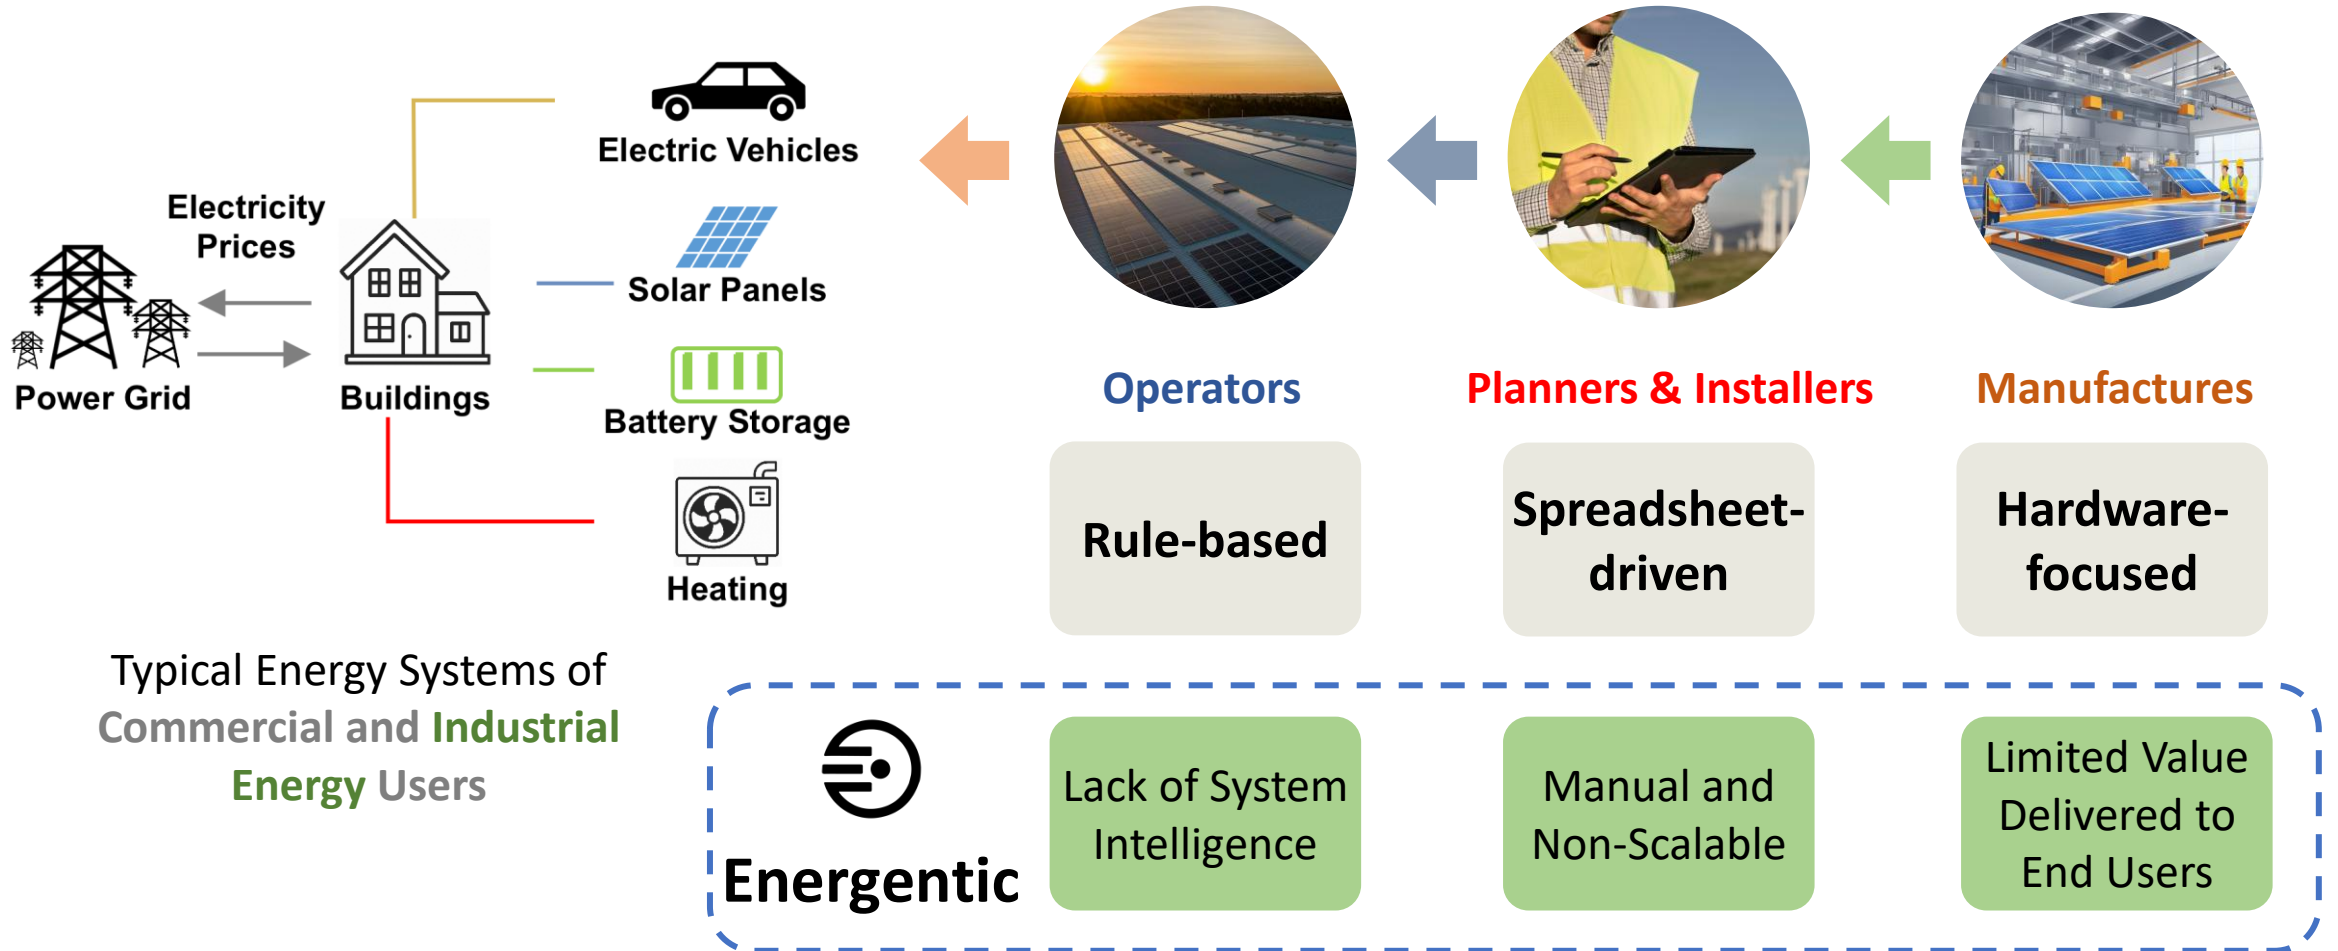 Electric Vehicles
Electricity
Prices
Solar Panels
Power Grid
Buildings
Battery Storage
Heating
Typical Energy Systems of
Commercial and Industrial
Energy Users
Operators
Planners & Installers
Manufactures
Rule-based
Spreadsheet-
driven
Hardware-
focused
Energentic
Lack of System
Intelligence
Manual and
Non-Scalable
Limited Value
Delivered to
End Users